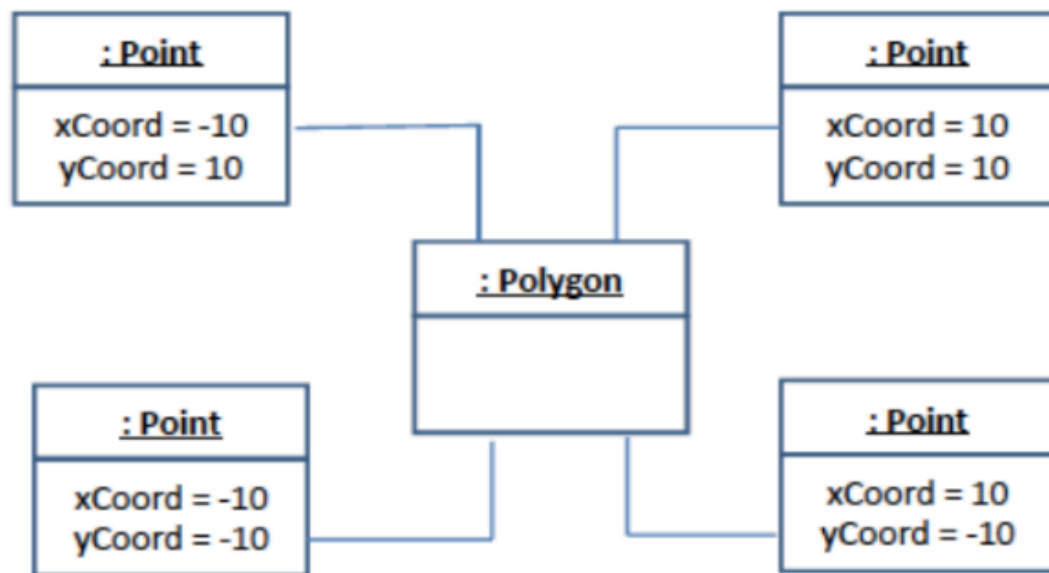 : Point
xCoord = -10
yCoord = 10
: Point
xCoord = 10
yCoord = 10
: Polygon
: Point
xCoord = -10
yCoord = -10
: Point
xCoord = 10
yCoord = -10